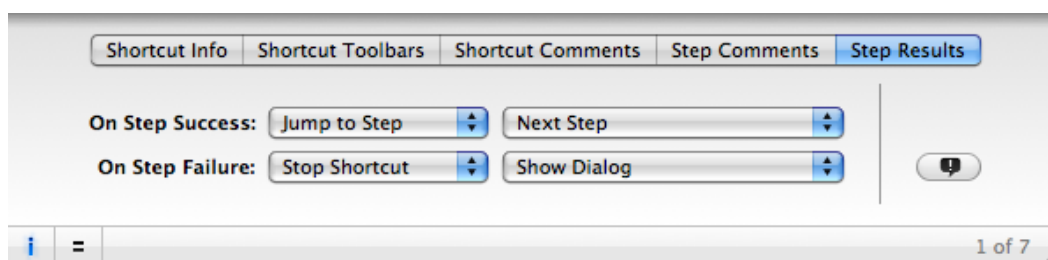 Shortcut Info Shortcut Toolbars Shortcut Comments Step Comments Step Results
On Step Success: Jump to Step Next Step
On Step Failure: Stop Shortcut Show Dialog
i = 1 of 7